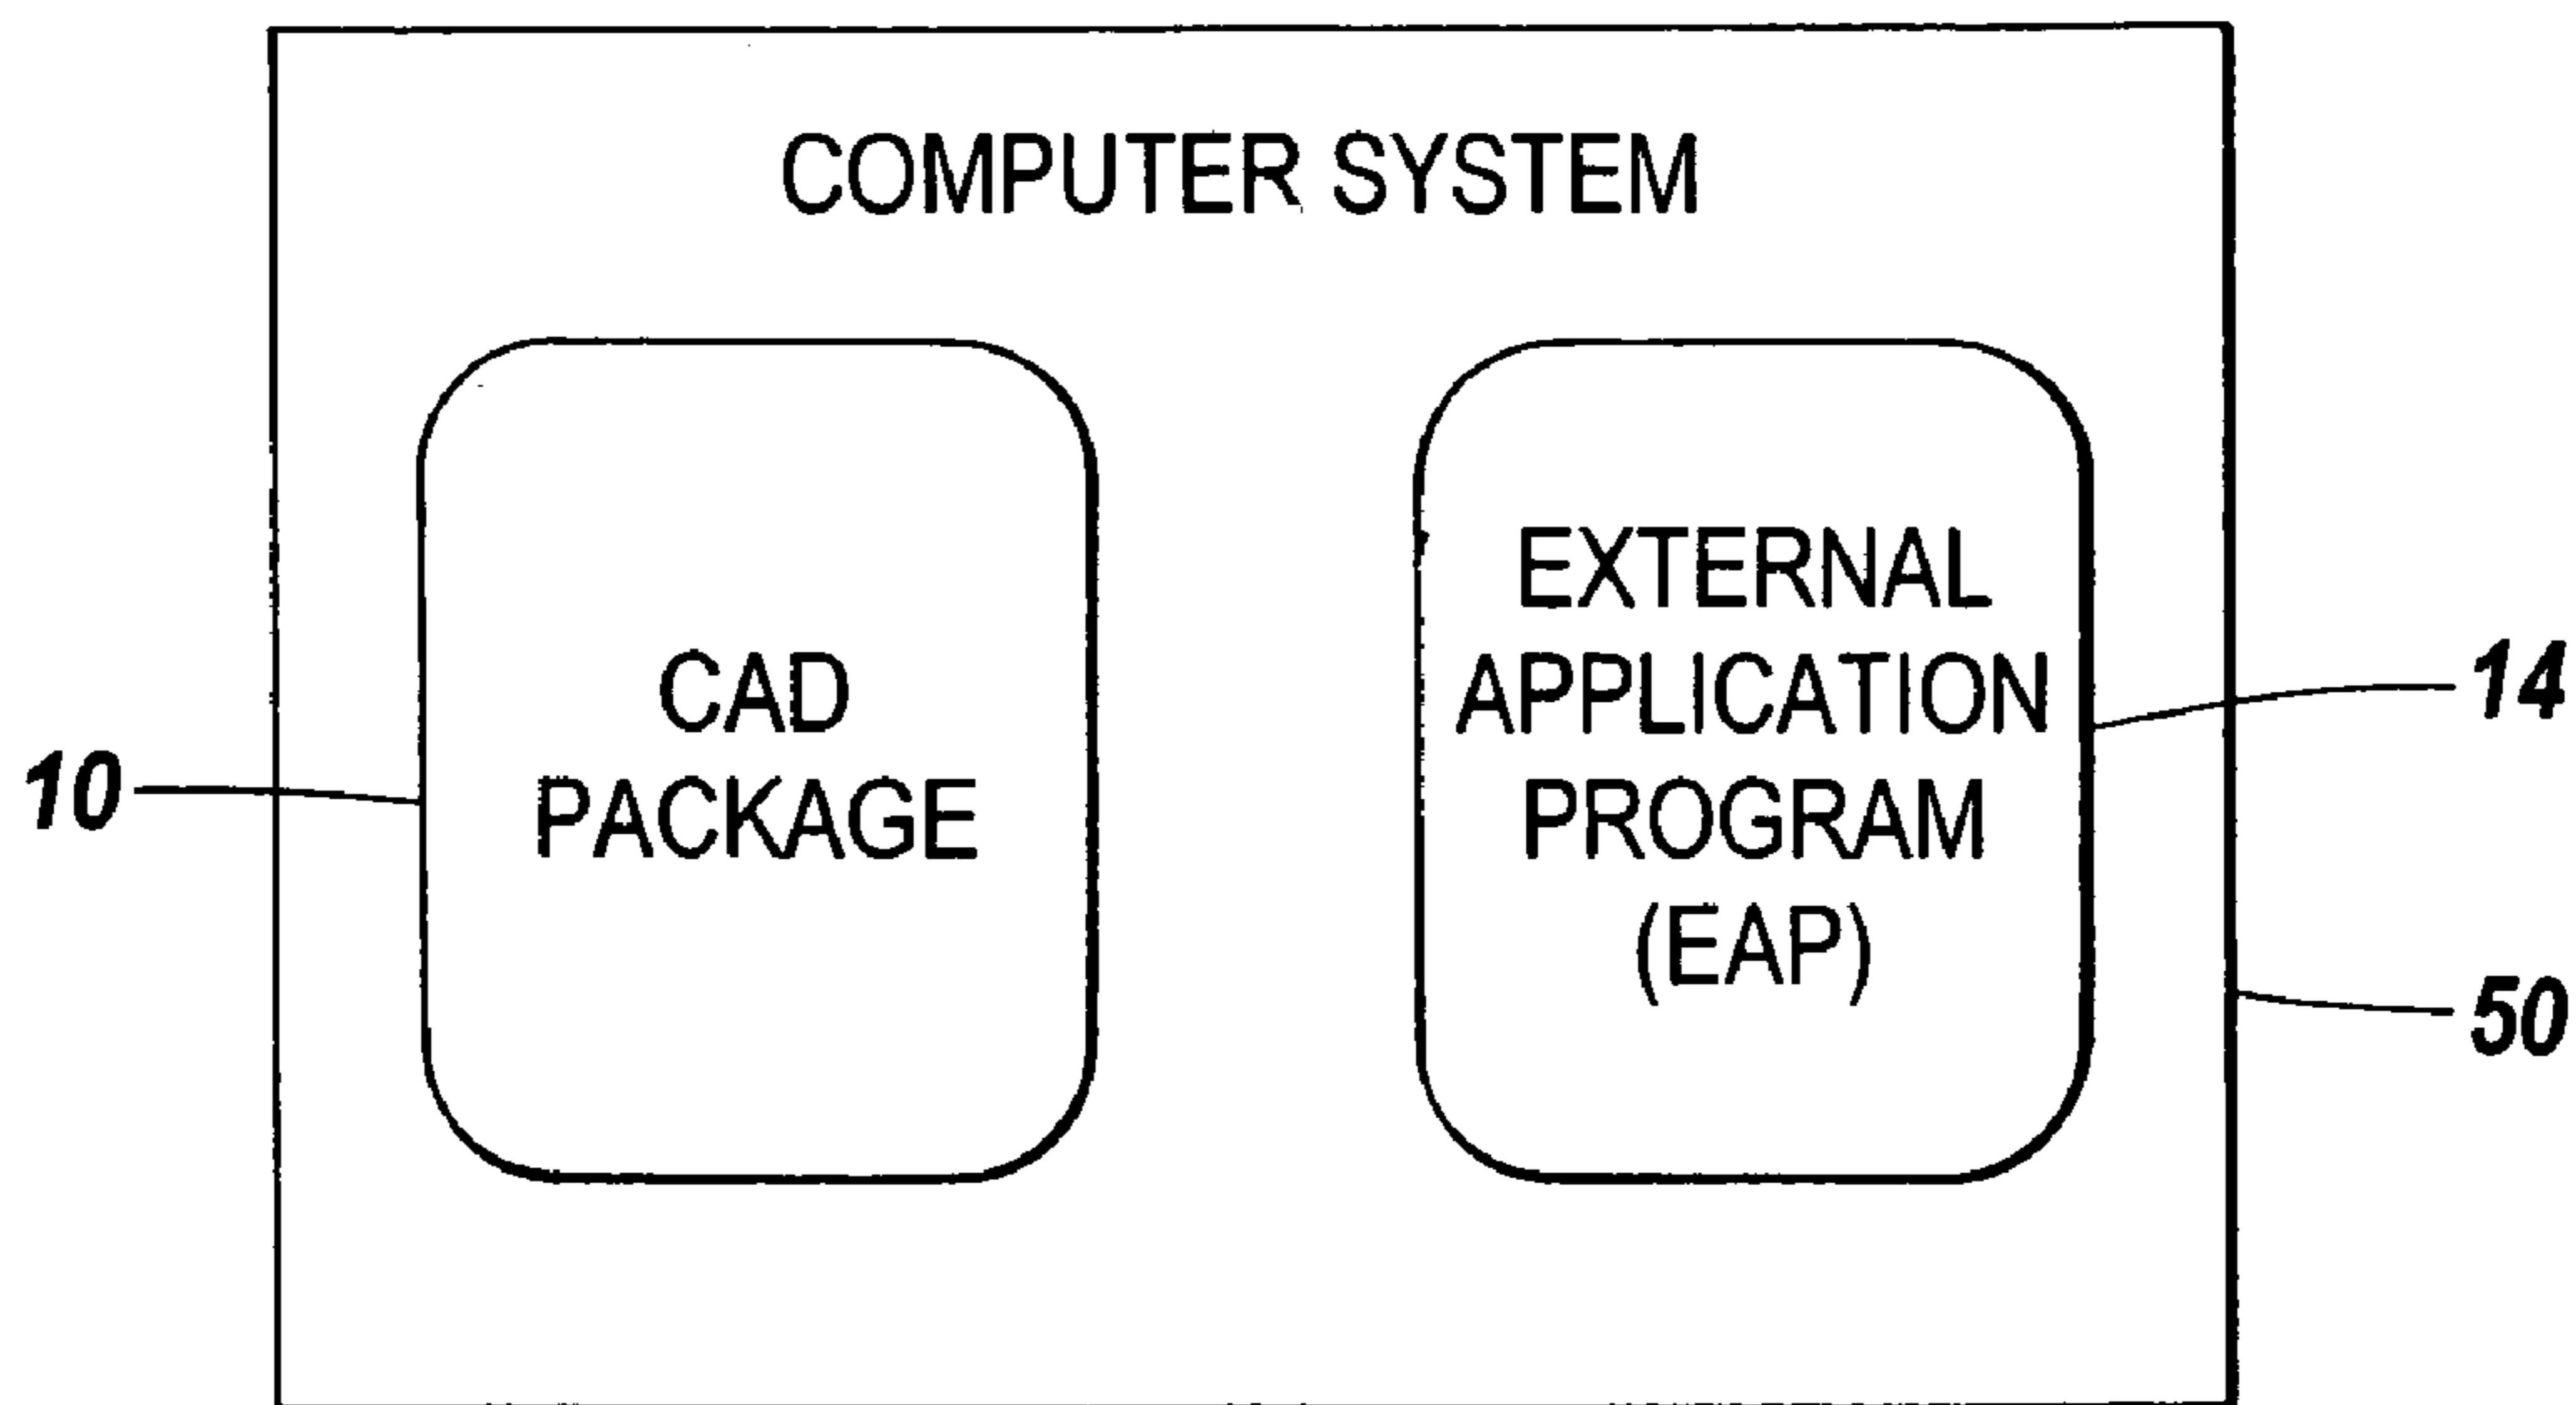 COMPUTER SYSTEM
CAD
PACKAGE
EXTERNAL
APPLICATION
PROGRAM
(EAP)
10
14
50